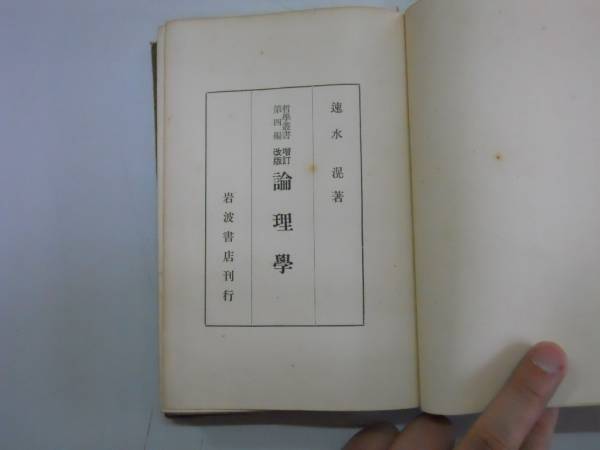 速水滉著
哲學叢書
第四編
増訂
改版
論理學
岩波書店刊行